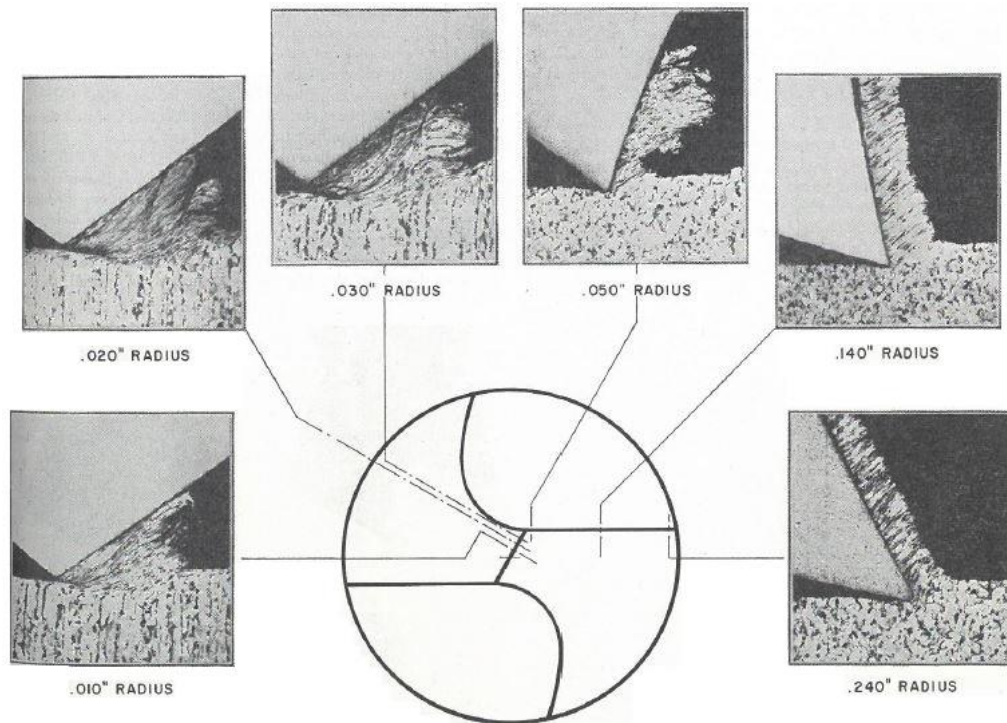 .030" RADIUS
.050" RADIUS
.020" RADIUS
.140" RADIUS
.010" RADIUS
.240" RADIUS